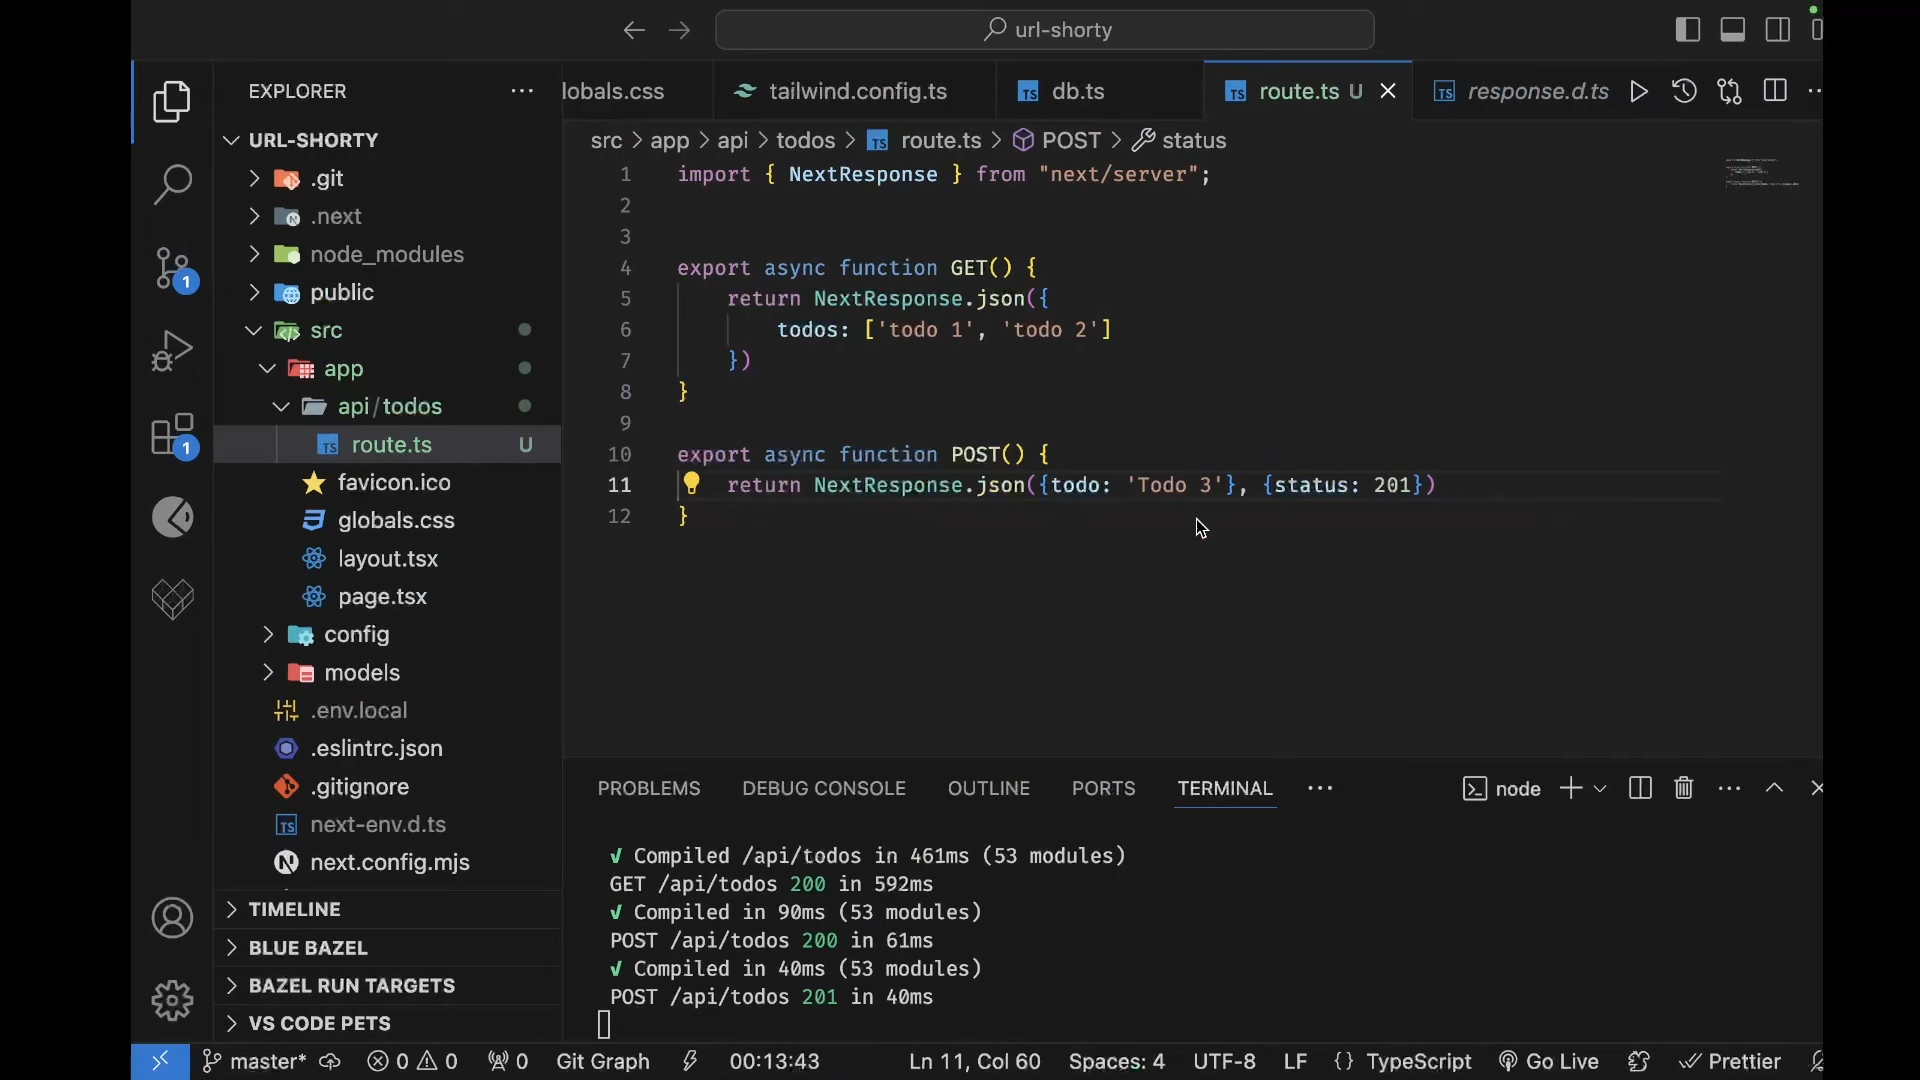 url-shorty
EXPLORER
lobals.css
tailwind.config.ts
db.ts
route.ts U
response.d.ts
URL-SHORTY
src > app > api > todos > route.ts > POST > status
.git
.next
node_modules
public
src
app
api/todos
route.ts U
favicon.ico
globals.css
layout.tsx
page.tsx
config
models
.env.local
.eslintrc.json
.gitignore
next-env.d.ts
next.config.mjs
TIMELINE
BLUE BAZEL
BAZEL RUN TARGETS
VS CODE PETS
1
1
1 import { NextResponse } from "next/server";
2
3
4 export async function GET() {
5 return NextResponse.json({
6 todos: ['todo 1', 'todo 2']
7 })
8 }
9
10 export async function POST() {
11 return NextResponse.json({todo: 'Todo 3'}, {status: 201})
12 }
PROBLEMS DEBUG CONSOLE OUTLINE PORTS TERMINAL
node
✓ Compiled /api/todos in 461ms (53 modules)
GET /api/todos 200 in 592ms
✓ Compiled in 90ms (53 modules)
POST /api/todos 200 in 61ms
✓ Compiled in 40ms (53 modules)
POST /api/todos 201 in 40ms
master* 0 0 0 Git Graph 00:13:43 Ln 11, Col 60 Spaces: 4 UTF-8 LF {} TypeScript Go Live Prettier